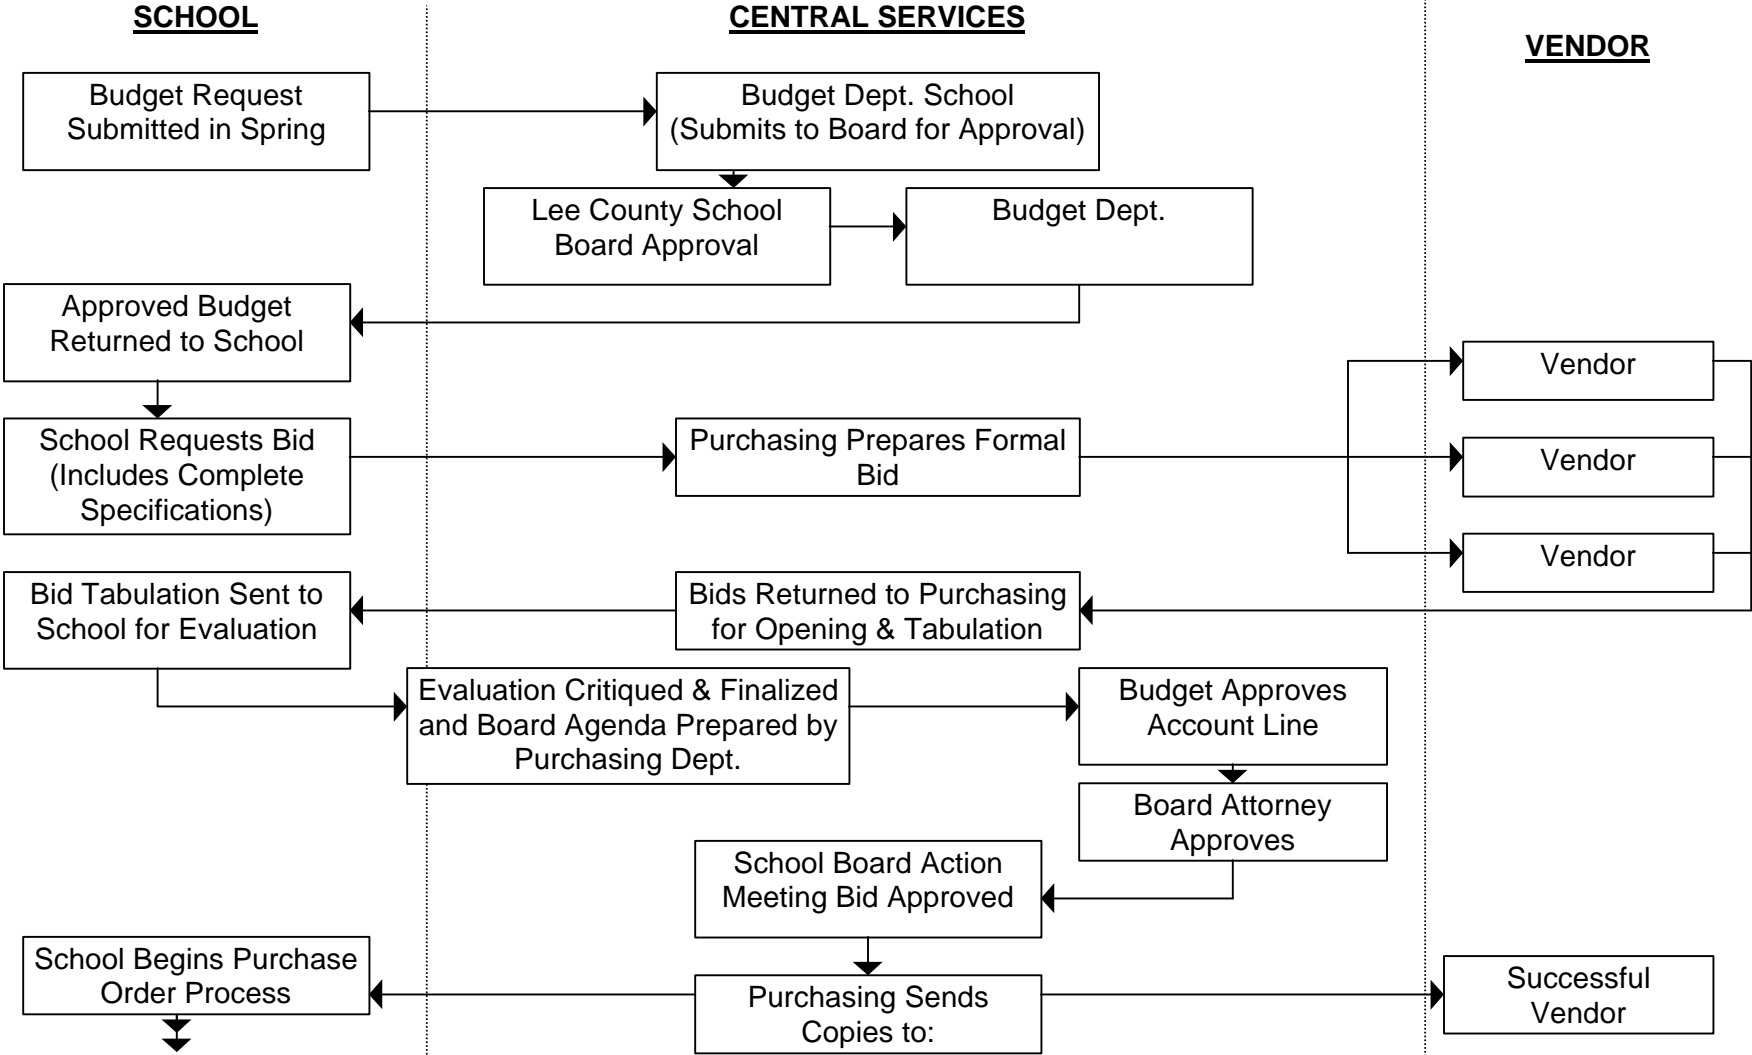 SCHOOL
CENTRAL SERVICES
VENDOR
Budget Request
Submitted in Spring
Budget Dept. School
(Submits to Board for Approval)
Lee County School
Board Approval
Budget Dept.
Approved Budget
Returned to School
Vendor
School Requests Bid
(Includes Complete
Specifications)
Purchasing Prepares Formal
Bid
Vendor
Vendor
Bid Tabulation Sent to
School for Evaluation
Bids Returned to Purchasing
for Opening & Tabulation
Evaluation Critiqued & Finalized
and Board Agenda Prepared by
Purchasing Dept.
Budget Approves
Account Line
Board Attorney
Approves
School Board Action
Meeting Bid Approved
School Begins Purchase
Order Process
Purchasing Sends
Copies to:
Successful
Vendor